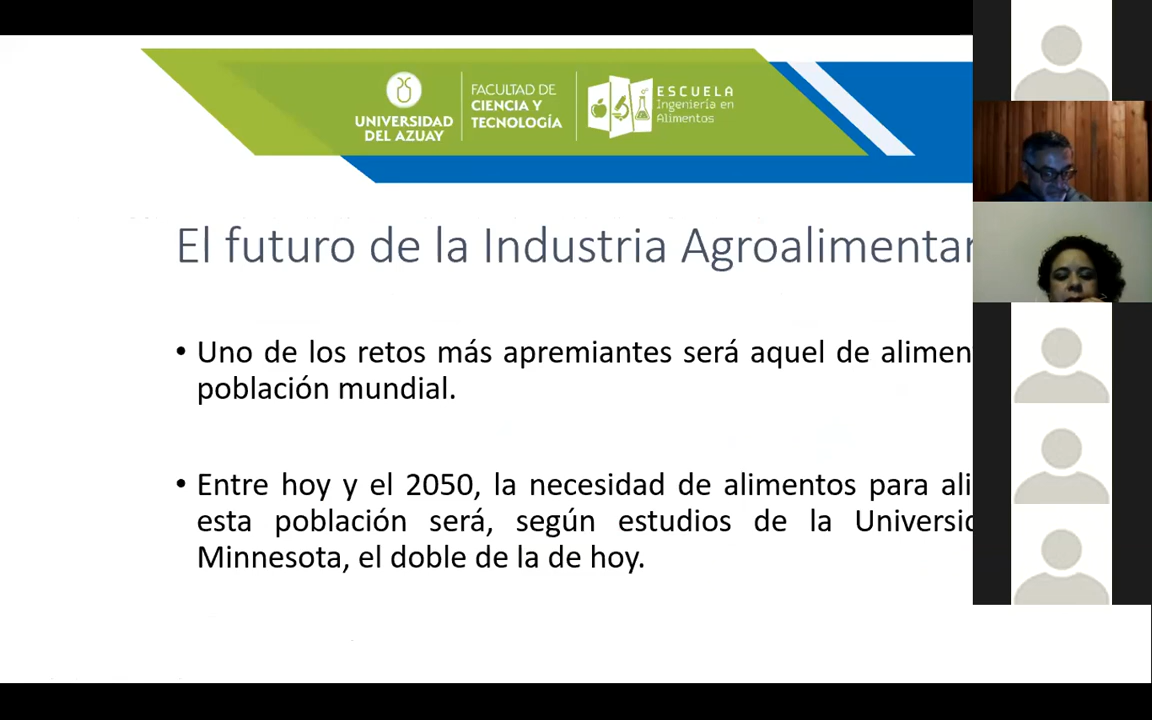 UNIVERSIDAD
DEL AZUAY
FACULTAD DE
CIENCIA Y
TECNOLOGÍA
ESCUELA
Ingeniería en
Alimentos
El futuro de la Industria Agroalimentar
• Uno de los retos más apremiantes será aquel de alimen
población mundial.
• Entre hoy y el 2050, la necesidad de alimentos para ali
esta población será, según estudios de la Universid
Minnesota, el doble de la de hoy.